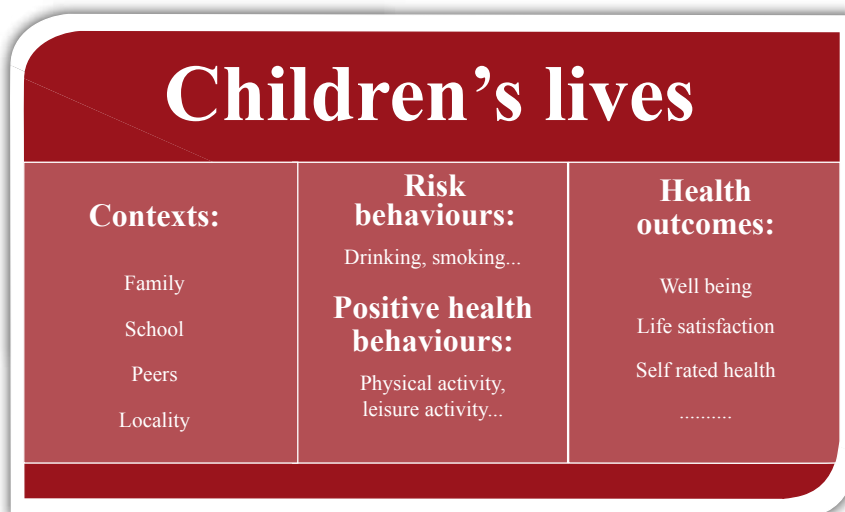 Children’s lives
Contexts:
Family
School
Peers
Locality
Risk
behaviours:
Drinking, smoking...
Positive health
behaviours:
Physical activity,
leisure activity...
Health
outcomes:
Well being
Life satisfaction
Self rated health
..........